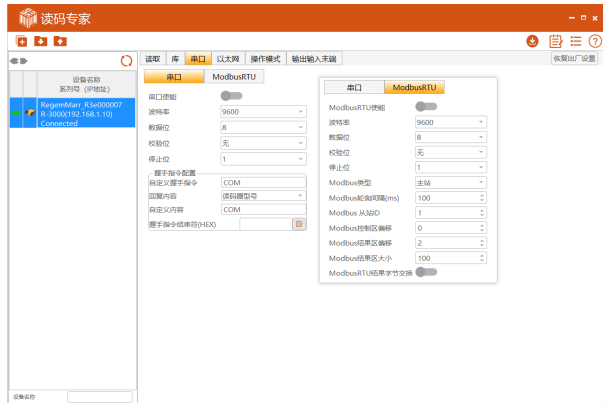 读码专家
读取 库 串口 以太网 操作模式 输出输入末端 恢复出厂设置
设备名称
系列号 (IP地址)
RegemMarr_R3e000007
R-3000(192.168.1.10)
Connected
串口 ModbusRTU
串口使能
波特率 9600
数据位 8
校验位 无
停止位 1
握手指令配置
自定义握手指令 COM
回复内容 读码器型号
自定义内容 COM
握手指令结束符(HEX)
串口 ModbusRTU
ModbusRTU使能
波特率 9600
数据位 8
校验位 无
停止位 1
Modbus类型 主站
Modbus轮询间隔(ms) 100
Modbus 从站ID 1
Modbus控制区偏移 0
Modbus结果区偏移 2
Modbus结果区大小 100
ModbusRTU结果字节交换
设备名称